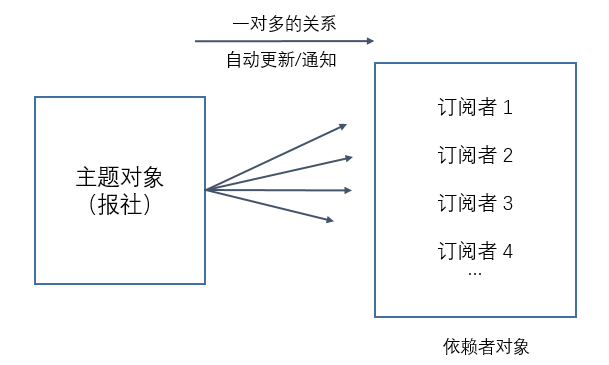 一对多的关系
自动更新/通知
主题对象
（报社）
订阅者 1
订阅者 2
订阅者 3
订阅者 4
...
依赖者对象